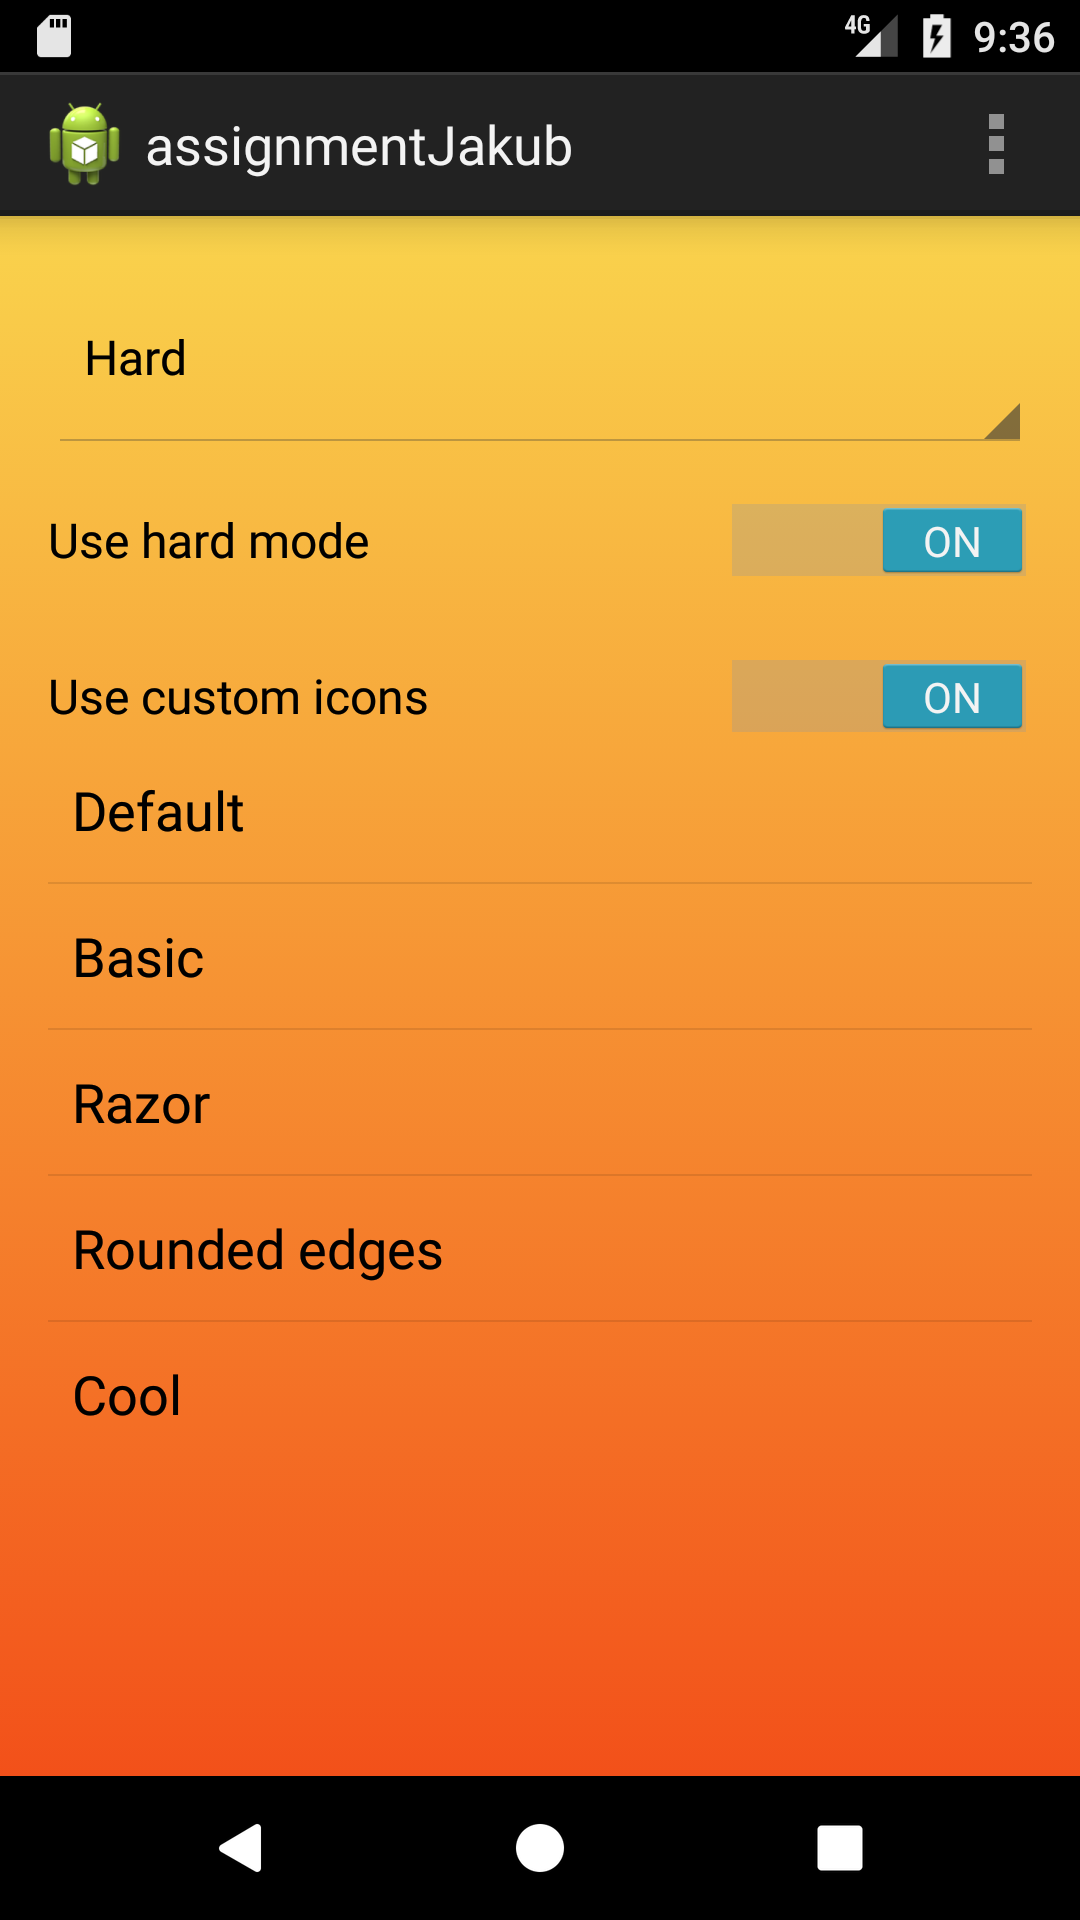 4G 9:36
assignmentJakub
Hard
Use hard mode ON
Use custom icons ON
Default
Basic
Razor
Rounded edges
Cool